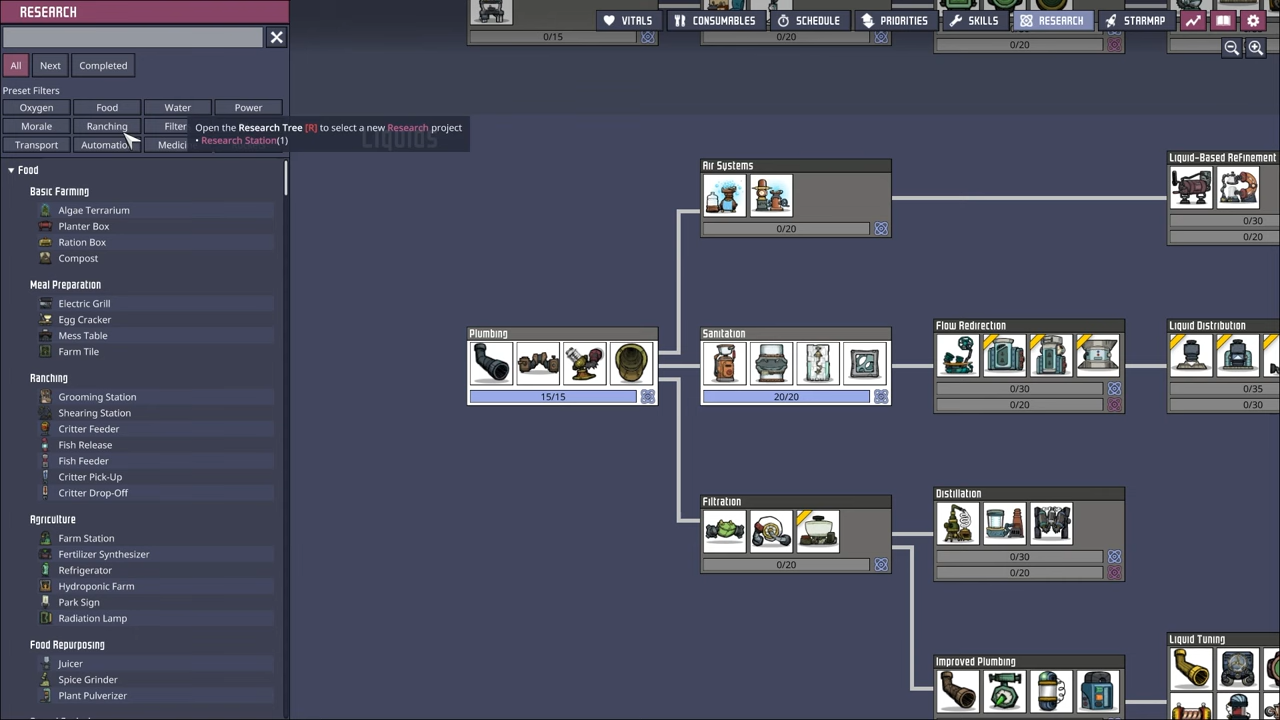 RESEARCH
VITALS
CONSUMABLES
SCHEDULE
PRIORITIES
SKILLS
RESEARCH
STARMAP
0/15
0/20
0/20
0/20
All
Next
Completed
Preset Filters
Oxygen
Food
Water
Power
Morale
Ranching
Filter
Transport
Automation
Medici
Open the Research Tree [R] to select a new Research project
• Research Station(1)
Liquids
Food
Basic Farming
Algae Terrarium
Planter Box
Ration Box
Compost
Meal Preparation
Electric Grill
Egg Cracker
Mess Table
Farm Tile
Ranching
Grooming Station
Shearing Station
Critter Feeder
Fish Release
Fish Feeder
Critter Pick-Up
Critter Drop-Off
Agriculture
Farm Station
Fertilizer Synthesizer
Refrigerator
Hydroponic Farm
Park Sign
Radiation Lamp
Food Repurposing
Juicer
Spice Grinder
Plant Pulverizer
Air Systems
0/20
Liquid-Based Refinement
0/30
0/20
Plumbing
15/15
Sanitation
20/20
Flow Redirection
0/30
0/20
Liquid Distribution
0/35
0/30
Filtration
0/20
Distillation
0/30
0/20
Improved Plumbing
Liquid Tuning